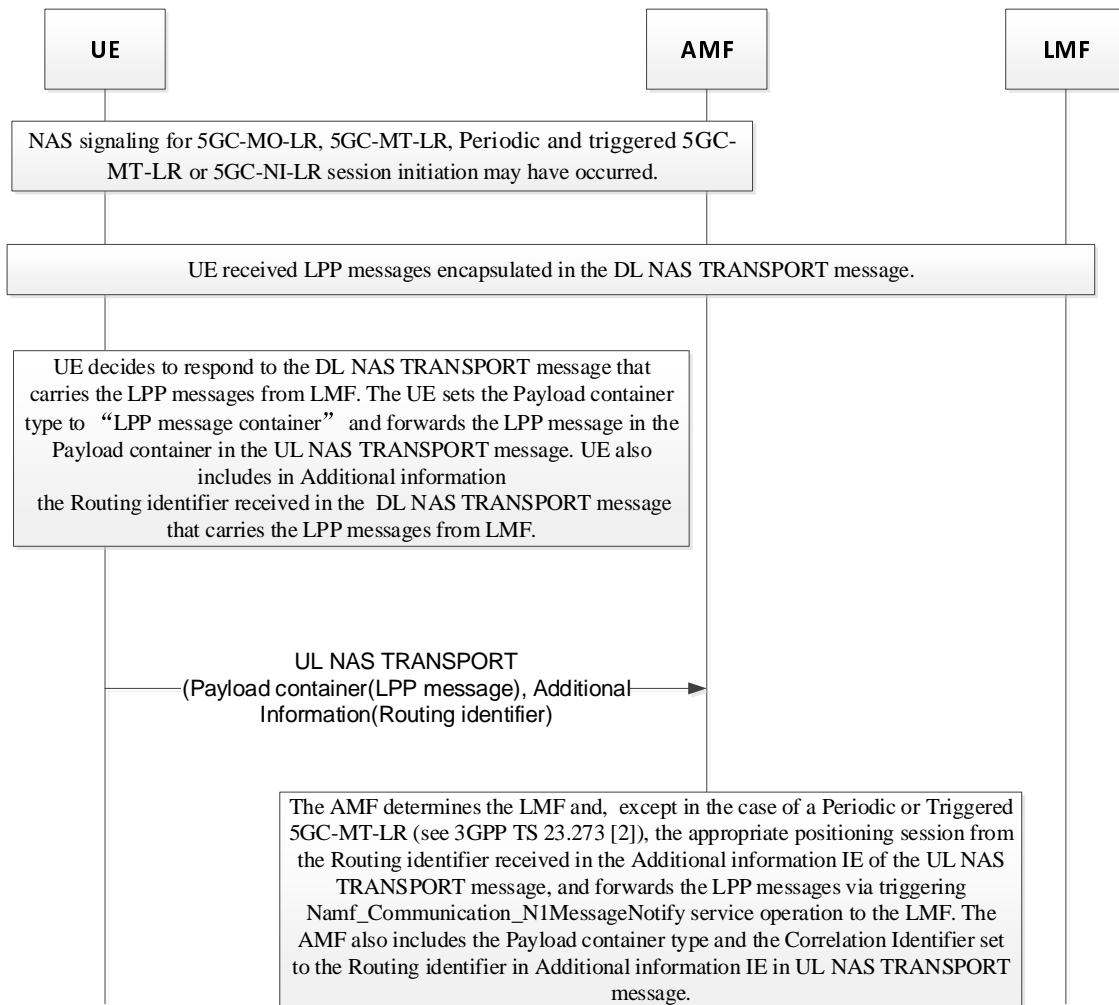 UE
AMF
LMF
NAS signaling for 5GC-MO-LR, 5GC-MT-LR, Periodic and triggered 5GC-
MT-LR or 5GC-NI-LR session initiation may have occurred.
UE received LPP messages encapsulated in the DL NAS TRANSPORT message.
UE decides to respond to the DL NAS TRANSPORT message that
carries the LPP messages from LMF. The UE sets the Payload container
type to “LPP message container” and forwards the LPP message in the
Payload container in the UL NAS TRANSPORT message. UE also
includes in Additional information
the Routing identifier received in the DL NAS TRANSPORT message
that carries the LPP messages from LMF.
UL NAS TRANSPORT
(Payload container(LPP message), Additional
Information(Routing identifier)
The AMF determines the LMF and, except in the case of a Periodic or Triggered
5GC-MT-LR (see 3GPP TS 23.273 [2]), the appropriate positioning session from
the Routing identifier received in the Additional information IE of the UL NAS
TRANSPORT message, and forwards the LPP messages via triggering
Namf_Communication_N1MessageNotify service operation to the LMF. The
AMF also includes the Payload container type and the Correlation Identifier set
to the Routing identifier in Additional information IE in UL NAS TRANSPORT
message.